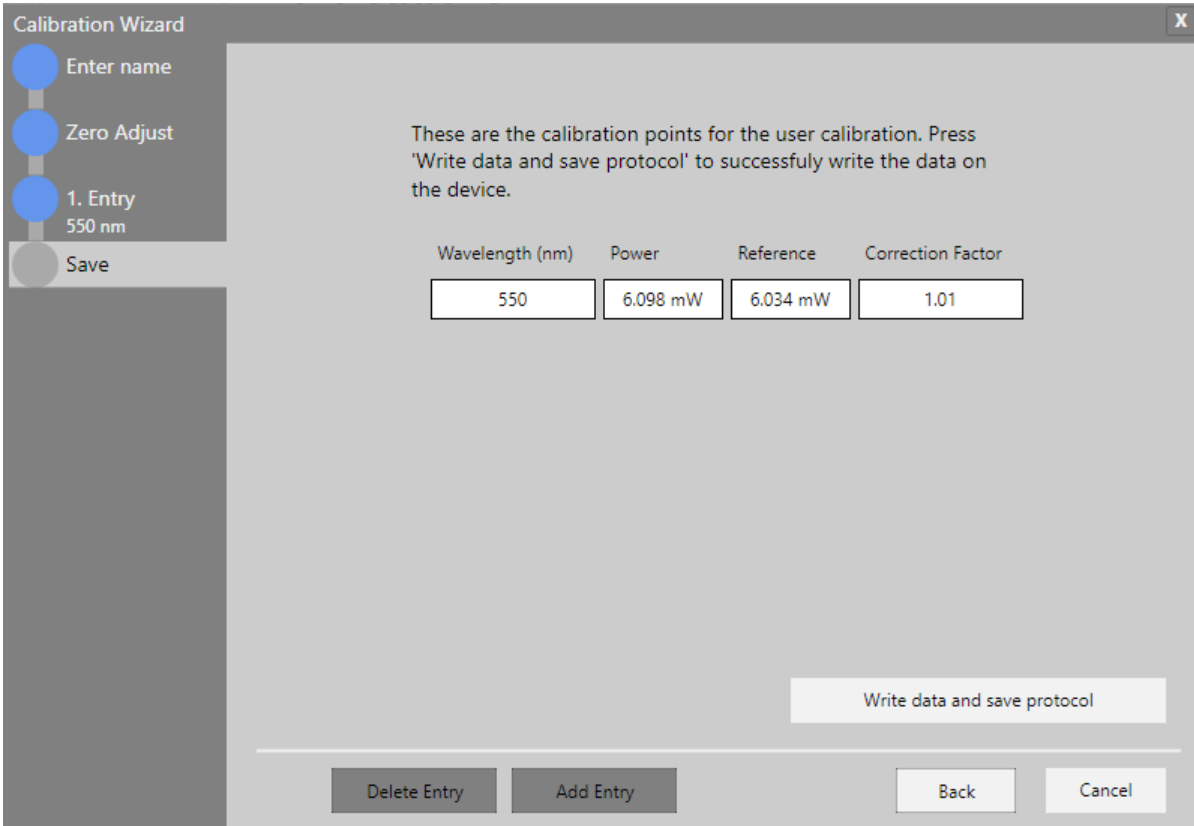 Calibration Wizard
X
Enter name
Zero Adjust
1. Entry
550 nm
Save
These are the calibration points for the user calibration. Press
'Write data and save protocol' to successfuly write the data on
the device.
Wavelength (nm) Power Reference Correction Factor
550 6.098 mW 6.034 mW 1.01
Write data and save protocol
Delete Entry Add Entry Back Cancel